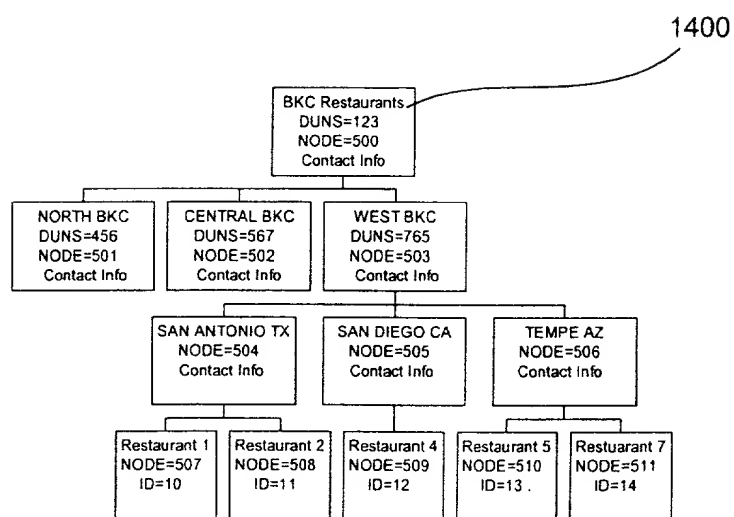 1400
BKC Restaurants
DUNS=123
NODE=500
Contact Info
NORTH BKC
DUNS=456
NODE=501
Contact Info
CENTRAL BKC
DUNS=567
NODE=502
Contact Info
WEST BKC
DUNS=765
NODE=503
Contact Info
SAN ANTONIO TX
NODE=504
Contact Info
SAN DIEGO CA
NODE=505
Contact Info
TEMPE AZ
NODE=506
Contact Info
Restaurant 1
NODE=507
ID=10
Restaurant 2
NODE=508
ID=11
Restaurant 4
NODE=509
ID=12
Restaurant 5
NODE=510
ID=13 .
Restuarant 7
NODE=511
ID=14